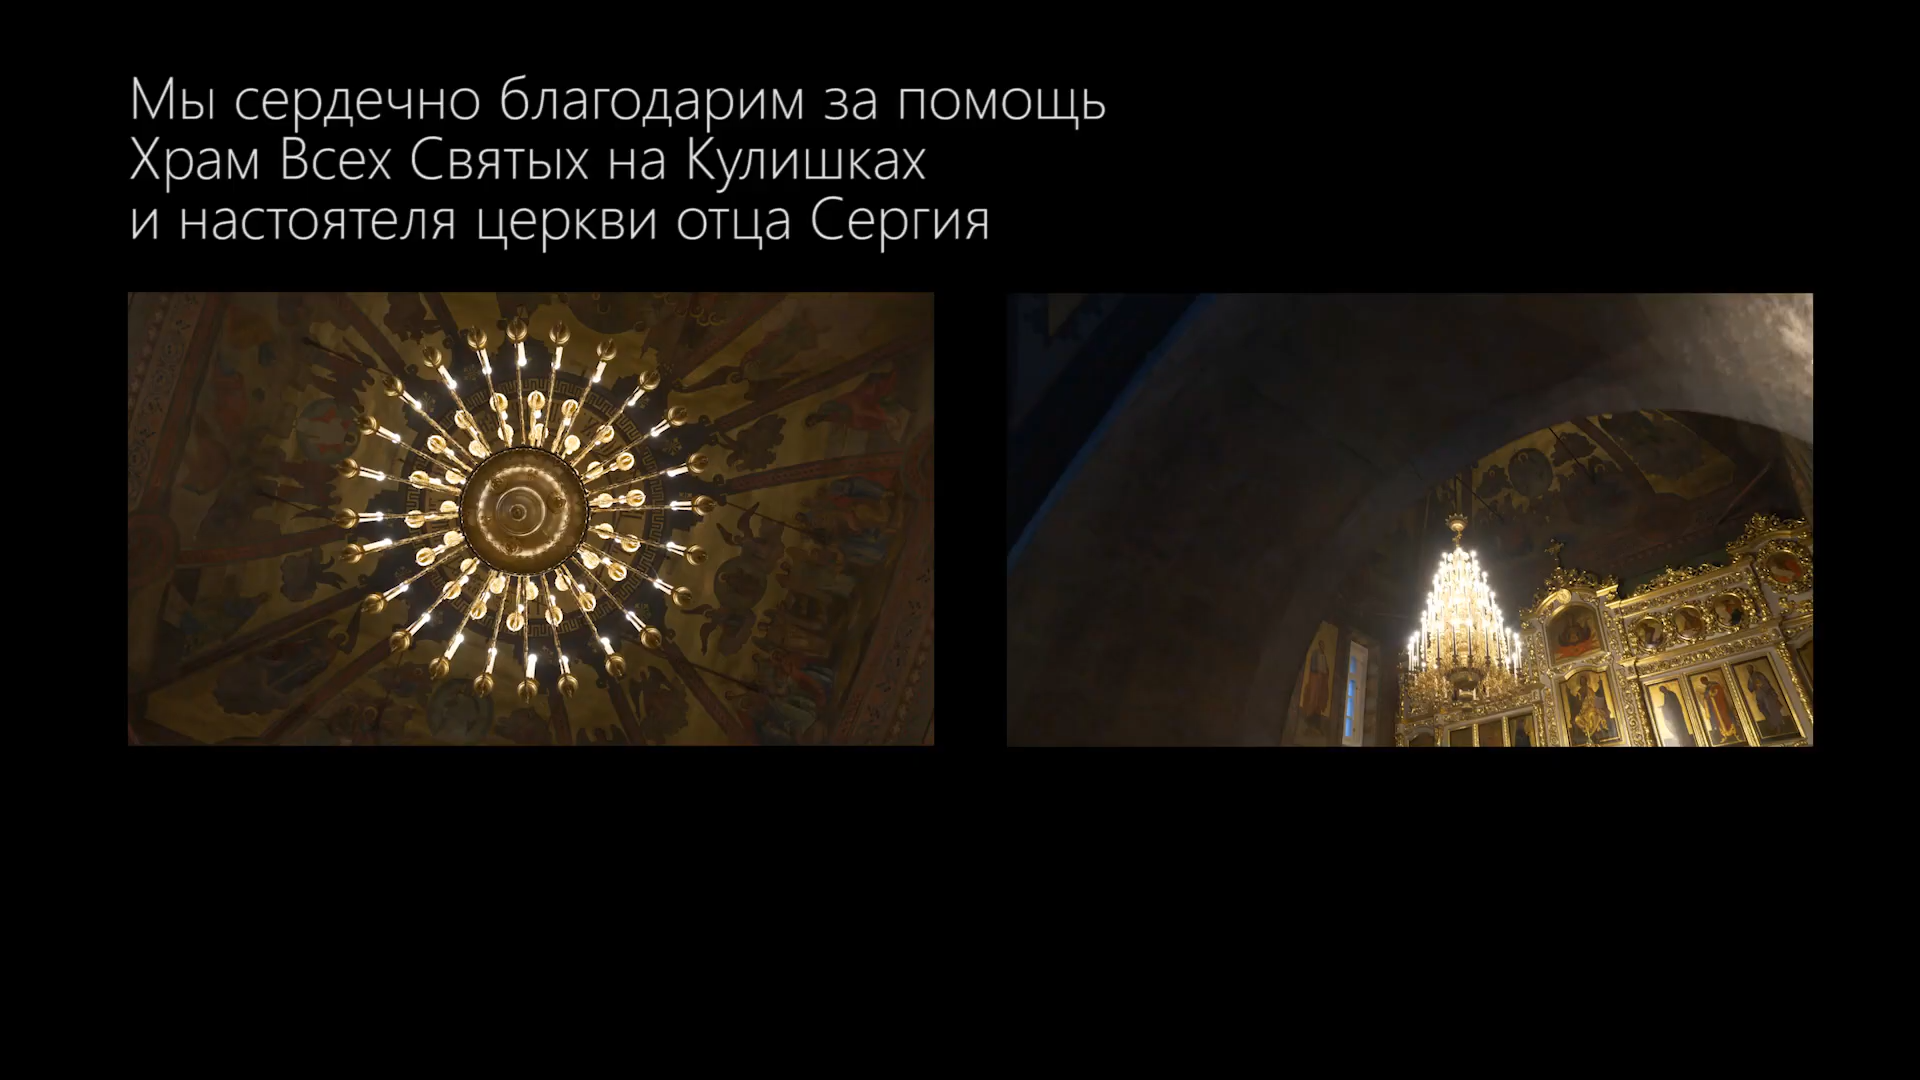 Мы сердечно благодарим за помощь
Храм Всех Святых на Кулишках
и настоятеля церкви отца Сергия